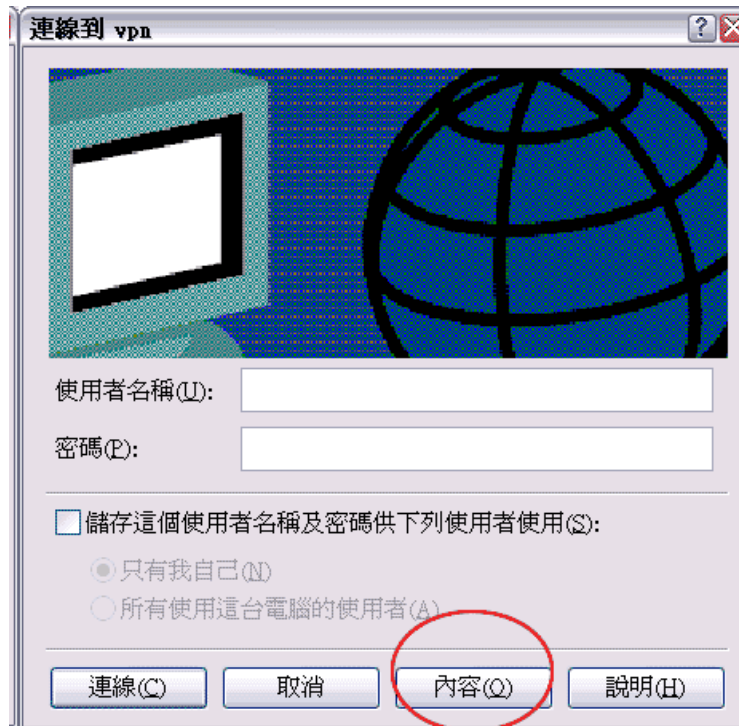 連線到 vpn
使用者名稱(U):
密碼(P):
儲存這個使用者名稱及密碼供下列使用者使用(S):
只有我自己(N)
所有使用這台電腦的使用者(A)
連線(C) 取消 內容(O) 說明(H)